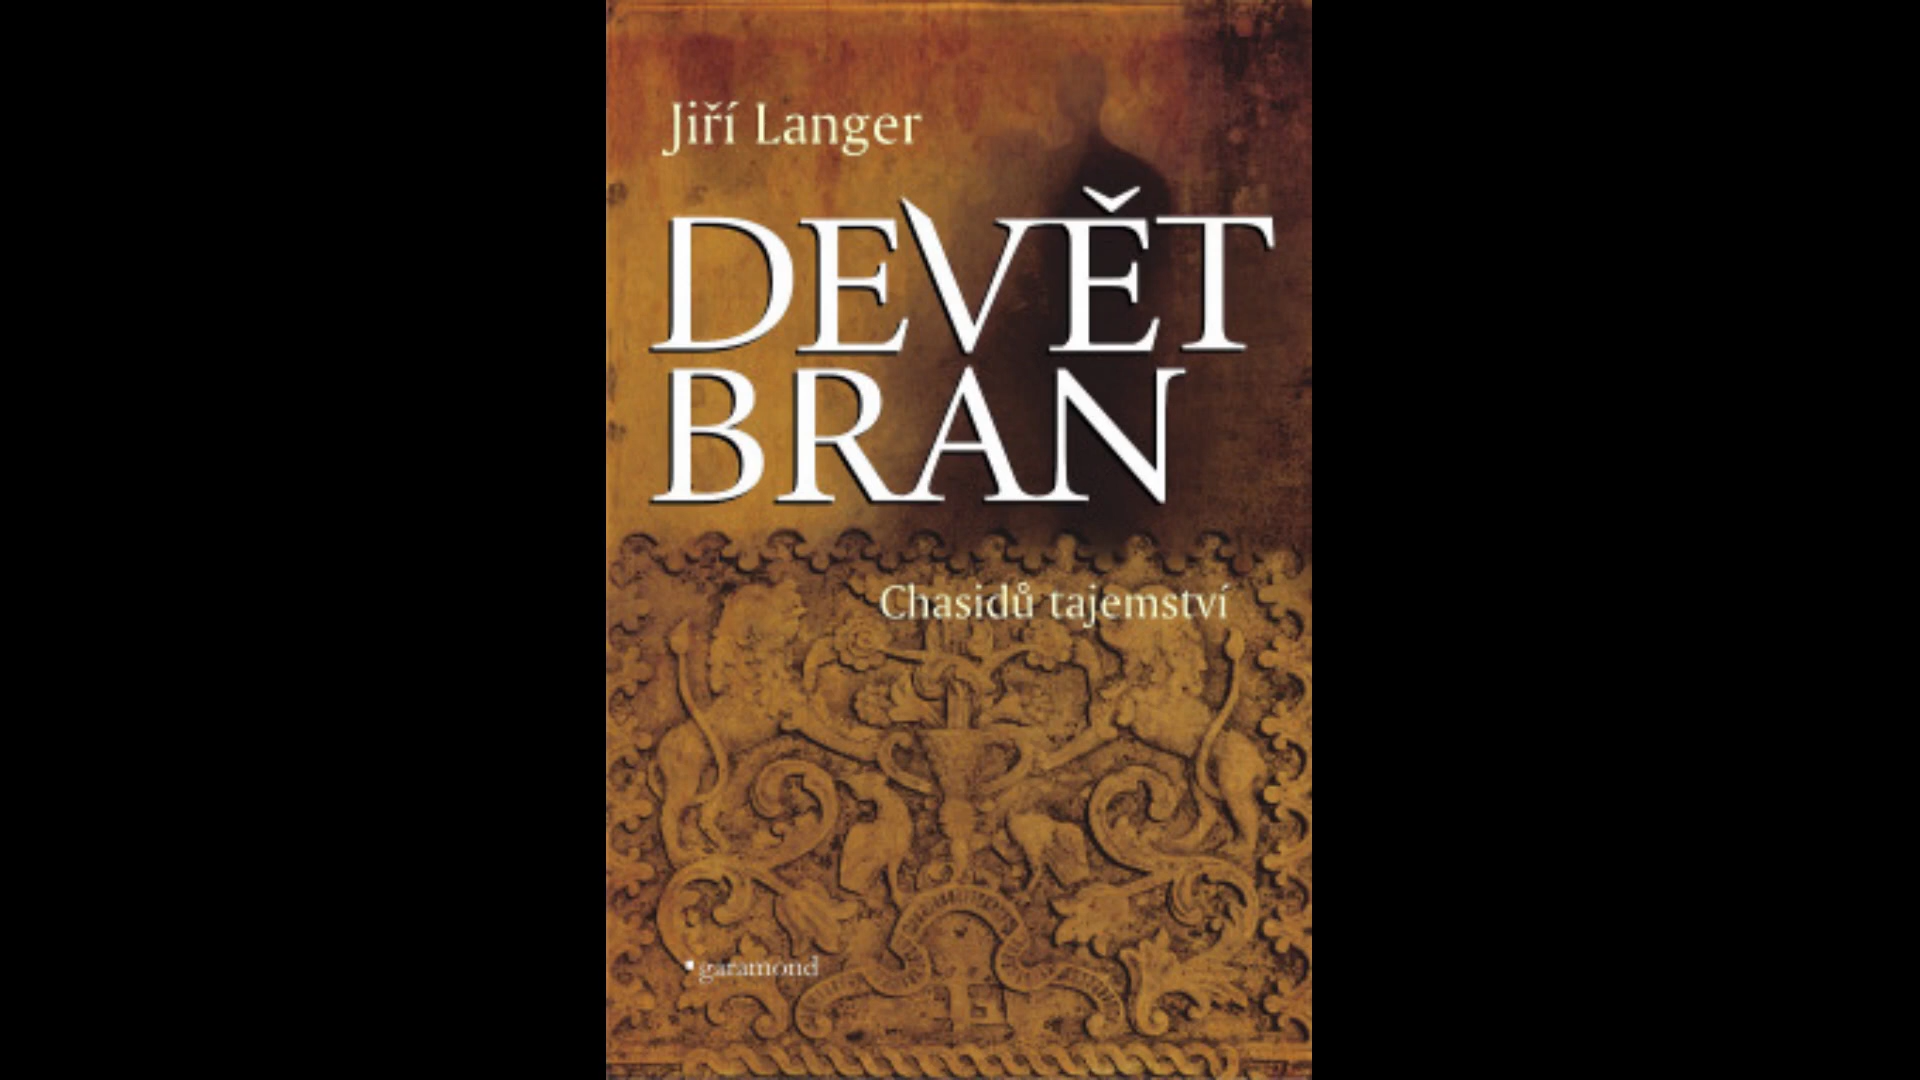 Jiří Langer
DEVĚT
BRAN
Chasidů tajemství
garamond